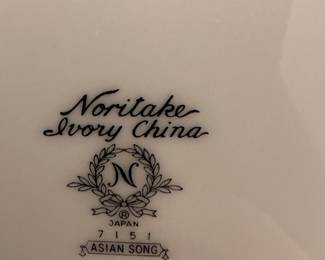 Noritake
Ivory China
N
®
JAPAN
7151
ASIAN SONG